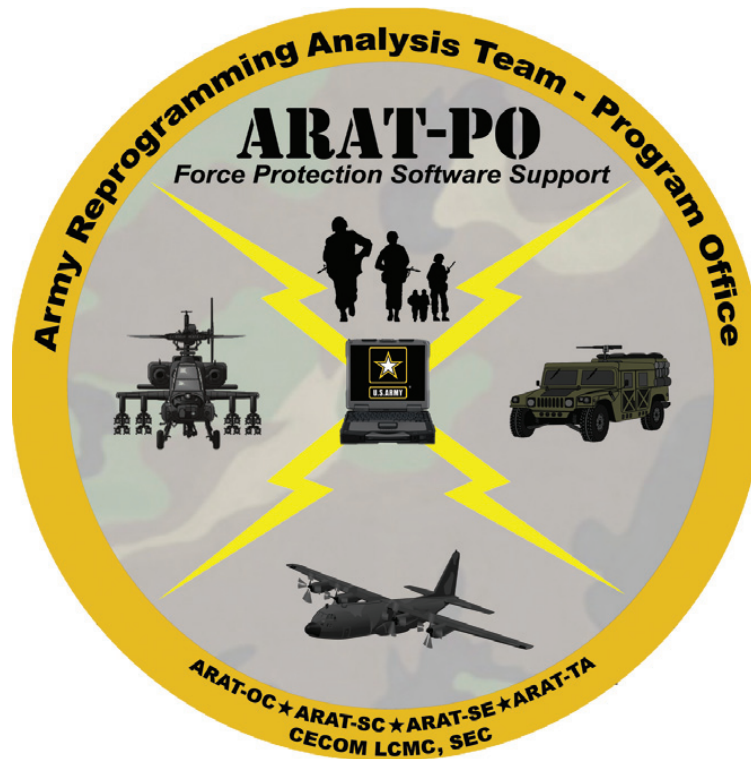 Army Reprogramming Analysis Team - Program Office
ARAT-PO
Force Protection Software Support
U.S.ARMY
ARAT-OC★ARAT-SC★ARAT-SE★ARAT-TA
CECOM LCMC, SEC